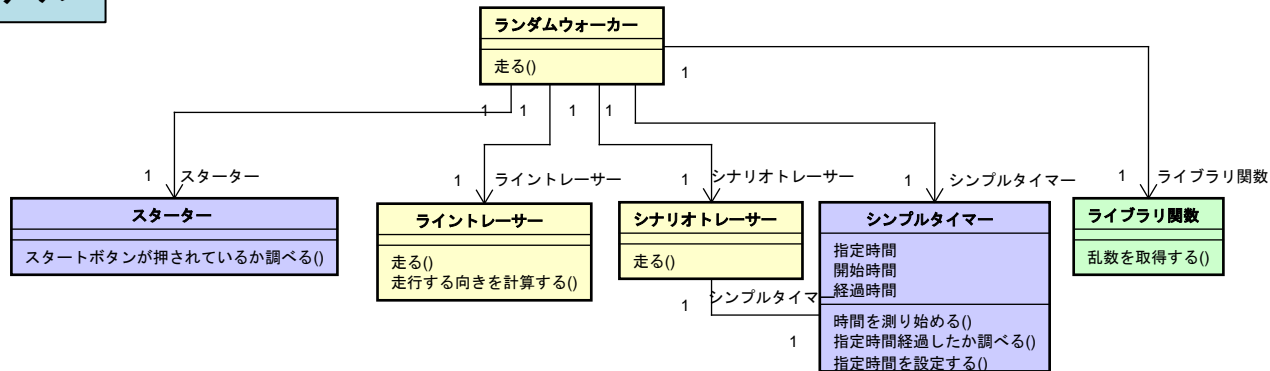 ランダムウォーカー
走る()
1
1
1
1
1
1 スターター
1 ライントレーサー
1 シナリオトレーサー
1 シンプルタイマー
1 ライブラリ関数
スターター
スタートボタンが押されているか調べる()
ライントレーサー
走る()
走行する向きを計算する()
シナリオトレーサー
走る()
シンプルタイマー
指定時間
開始時間
経過時間
時間を測り始める()
指定時間経過したか調べる()
指定時間を設定する()
ライブラリ関数
乱数を取得する()
1
シンプルタイマー
1